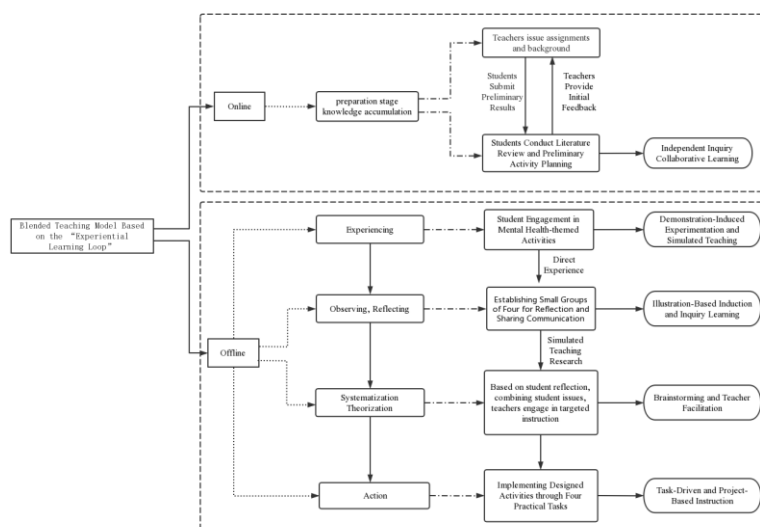 Teachers issue assignments
and background
Students
Submit
Preliminary
Results
Teachers
Provide
Initial
Feedback
Online
preparation stage
knowledge accumulation
Students Conduct Literature
Review and Preliminary
Activity Planning
Independent Inquiry
Collaborative Learning
Blended Teaching Model Based
on the “Experiential
Learning Loop”
Experiencing
Student Engagement in
Mental Health-themed
Activities
Demonstration-Induced
Experimentation and
Simulated Teaching
Direct
Experience
Observing, Reflecting
Establishing Small Groups
of Four for Reflection and
Sharing Communication
Illustration-Based Induction
and Inquiry Learning
Offline
Simulated
Teaching
Research
Systematization
Theorization
Based on student reflection,
combining student issues,
teachers engage in targeted
instruction
Brainstorming and Teacher
Facilitation
Action
Implementing Designed
Activities through Four
Practical Tasks
Task-Driven and Project-
Based Instruction